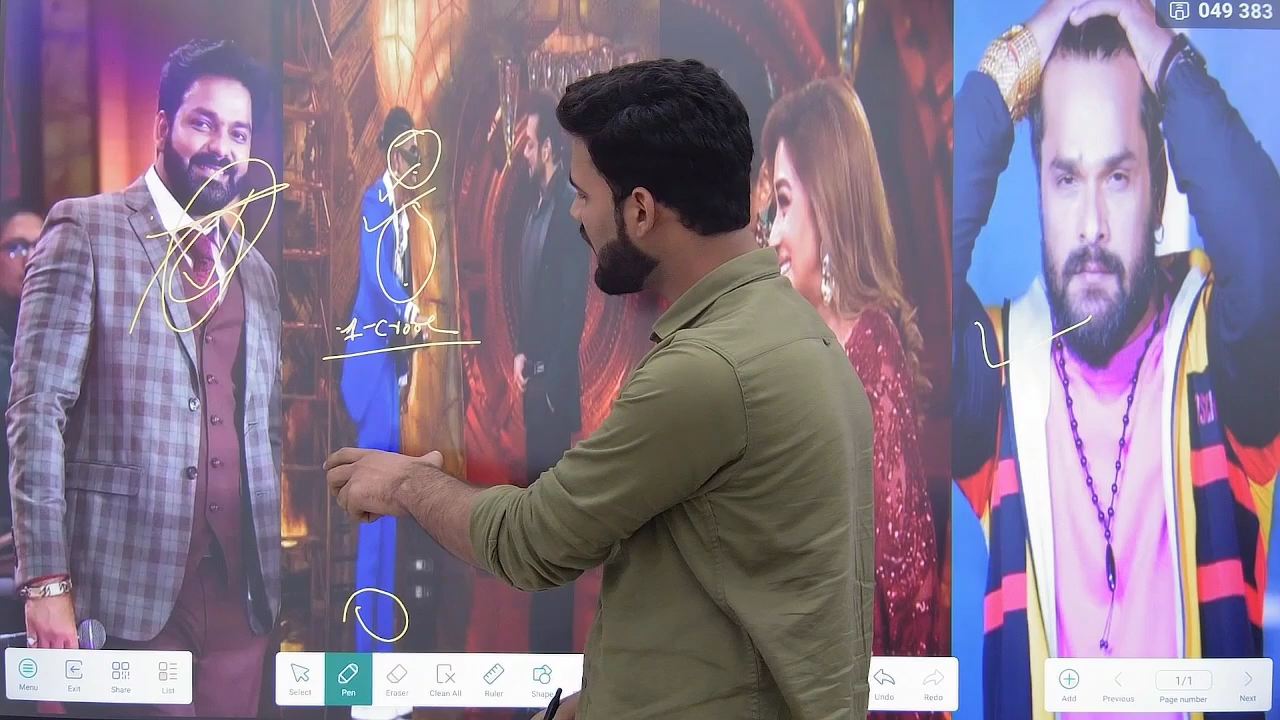 049 383
1-Crore
Menu
Exit
Share
List
Select
Pen
Eraser
Clean All
Ruler
Shape
Undo
Redo
Add
Previous
1/1
Page number
Next